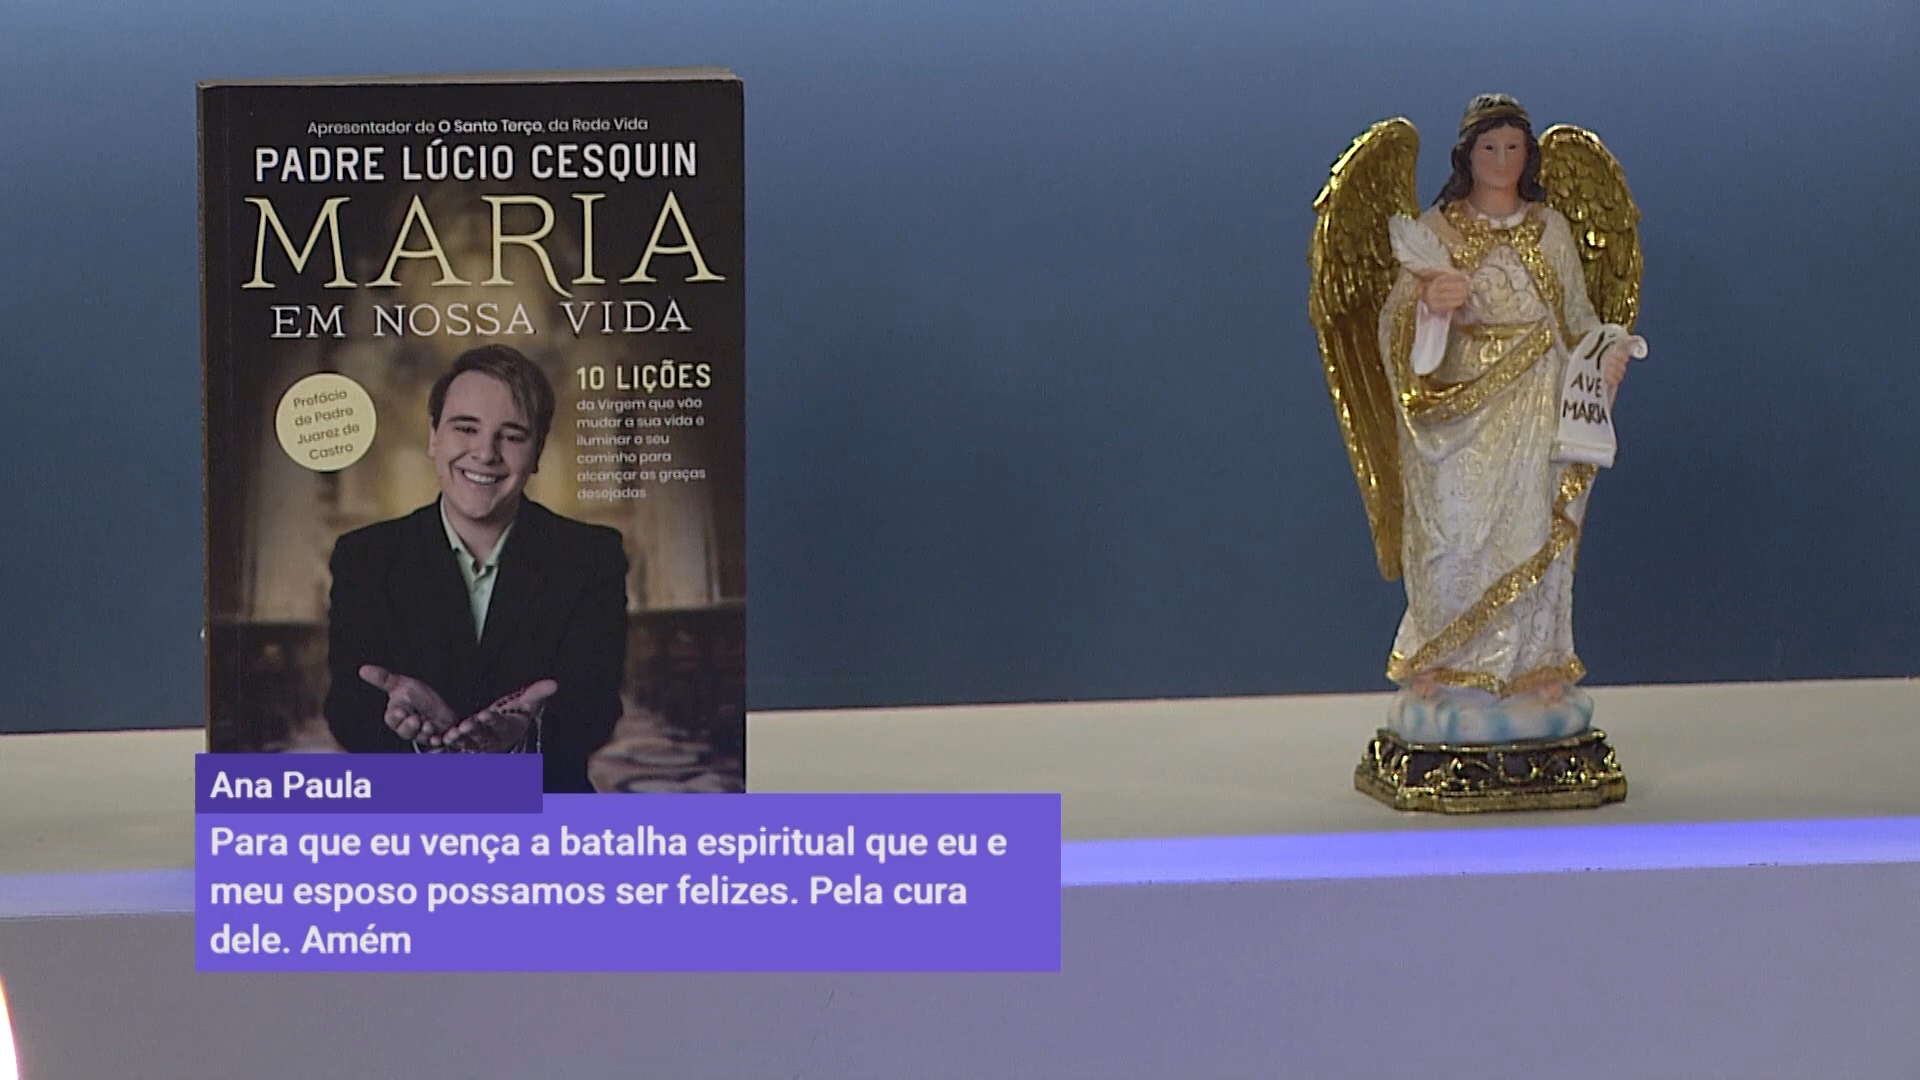 Apresentador de O Santo Terço, da Rede Vida
PADRE LÚCIO CESQUIN
MARIA
EM NOSSA VIDA
10 LIÇÕES
da Virgem que vão
mudar a sua vida e
iluminar o seu
caminho para
alcançar as graças
desejadas
Prefácio
de Padre
Juarez de
Castro
AVE
MARIA
Ana Paula
Para que eu vença a batalha espiritual que eu e
meu esposo possamos ser felizes. Pela cura
dele. Amém